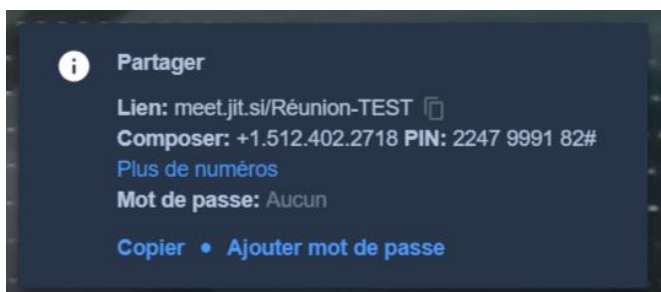 Partager
Lien: meet.jit.si/Réunion-TEST
Composer: +1.512.402.2718 PIN: 2247 9991 82#
Plus de numéros
Mot de passe: Aucun
Copier • Ajouter mot de passe